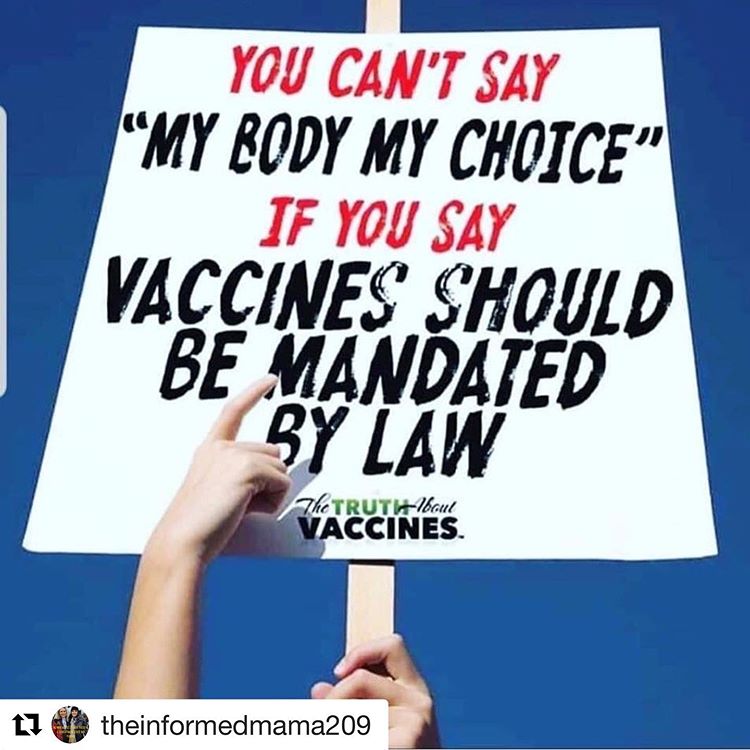 YOU CAN'T SAY
“MY BODY MY CHOICE”
IF YOU SAY
VACCINES SHOULD
BE MANDATED
BY LAW
The TRUTH About
VACCINES.
theinformedmama209